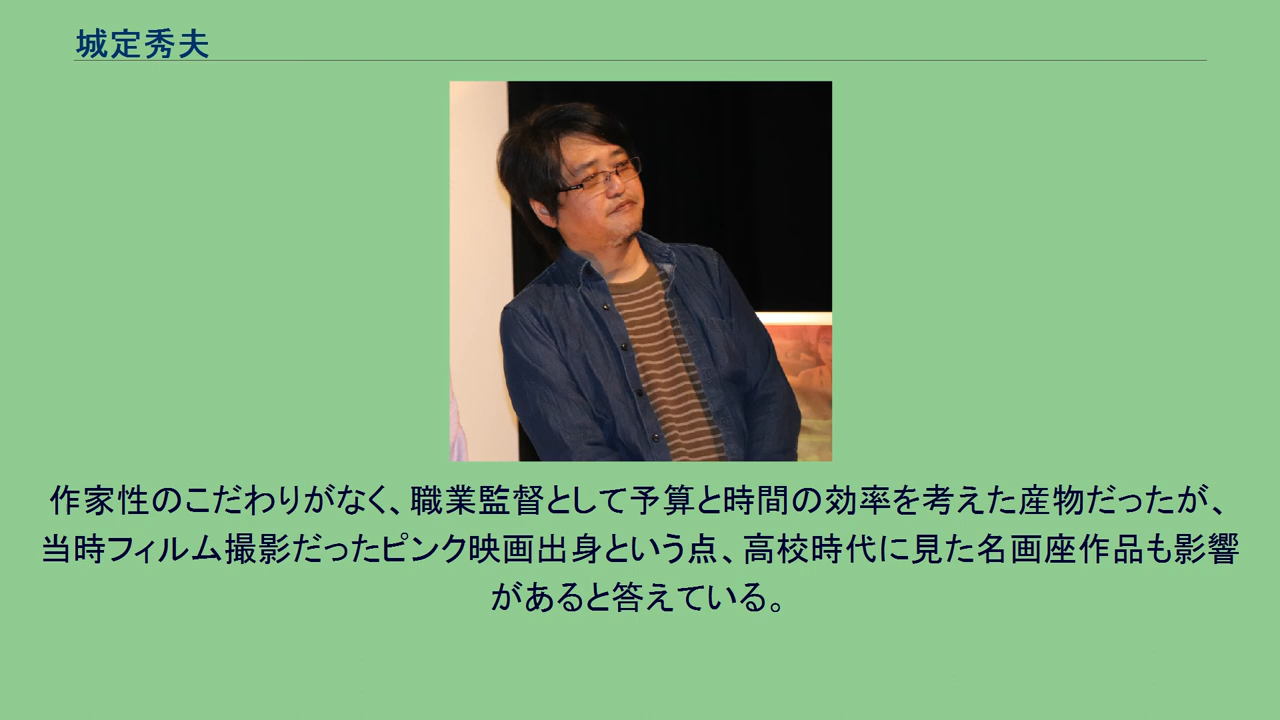 城定秀夫
作家性のこだわりがなく、職業監督として予算と時間の効率を考えた産物だったが、
当時フィルム撮影だったピンク映画出身という点、高校時代に見た名画座作品も影響
があると答えている。